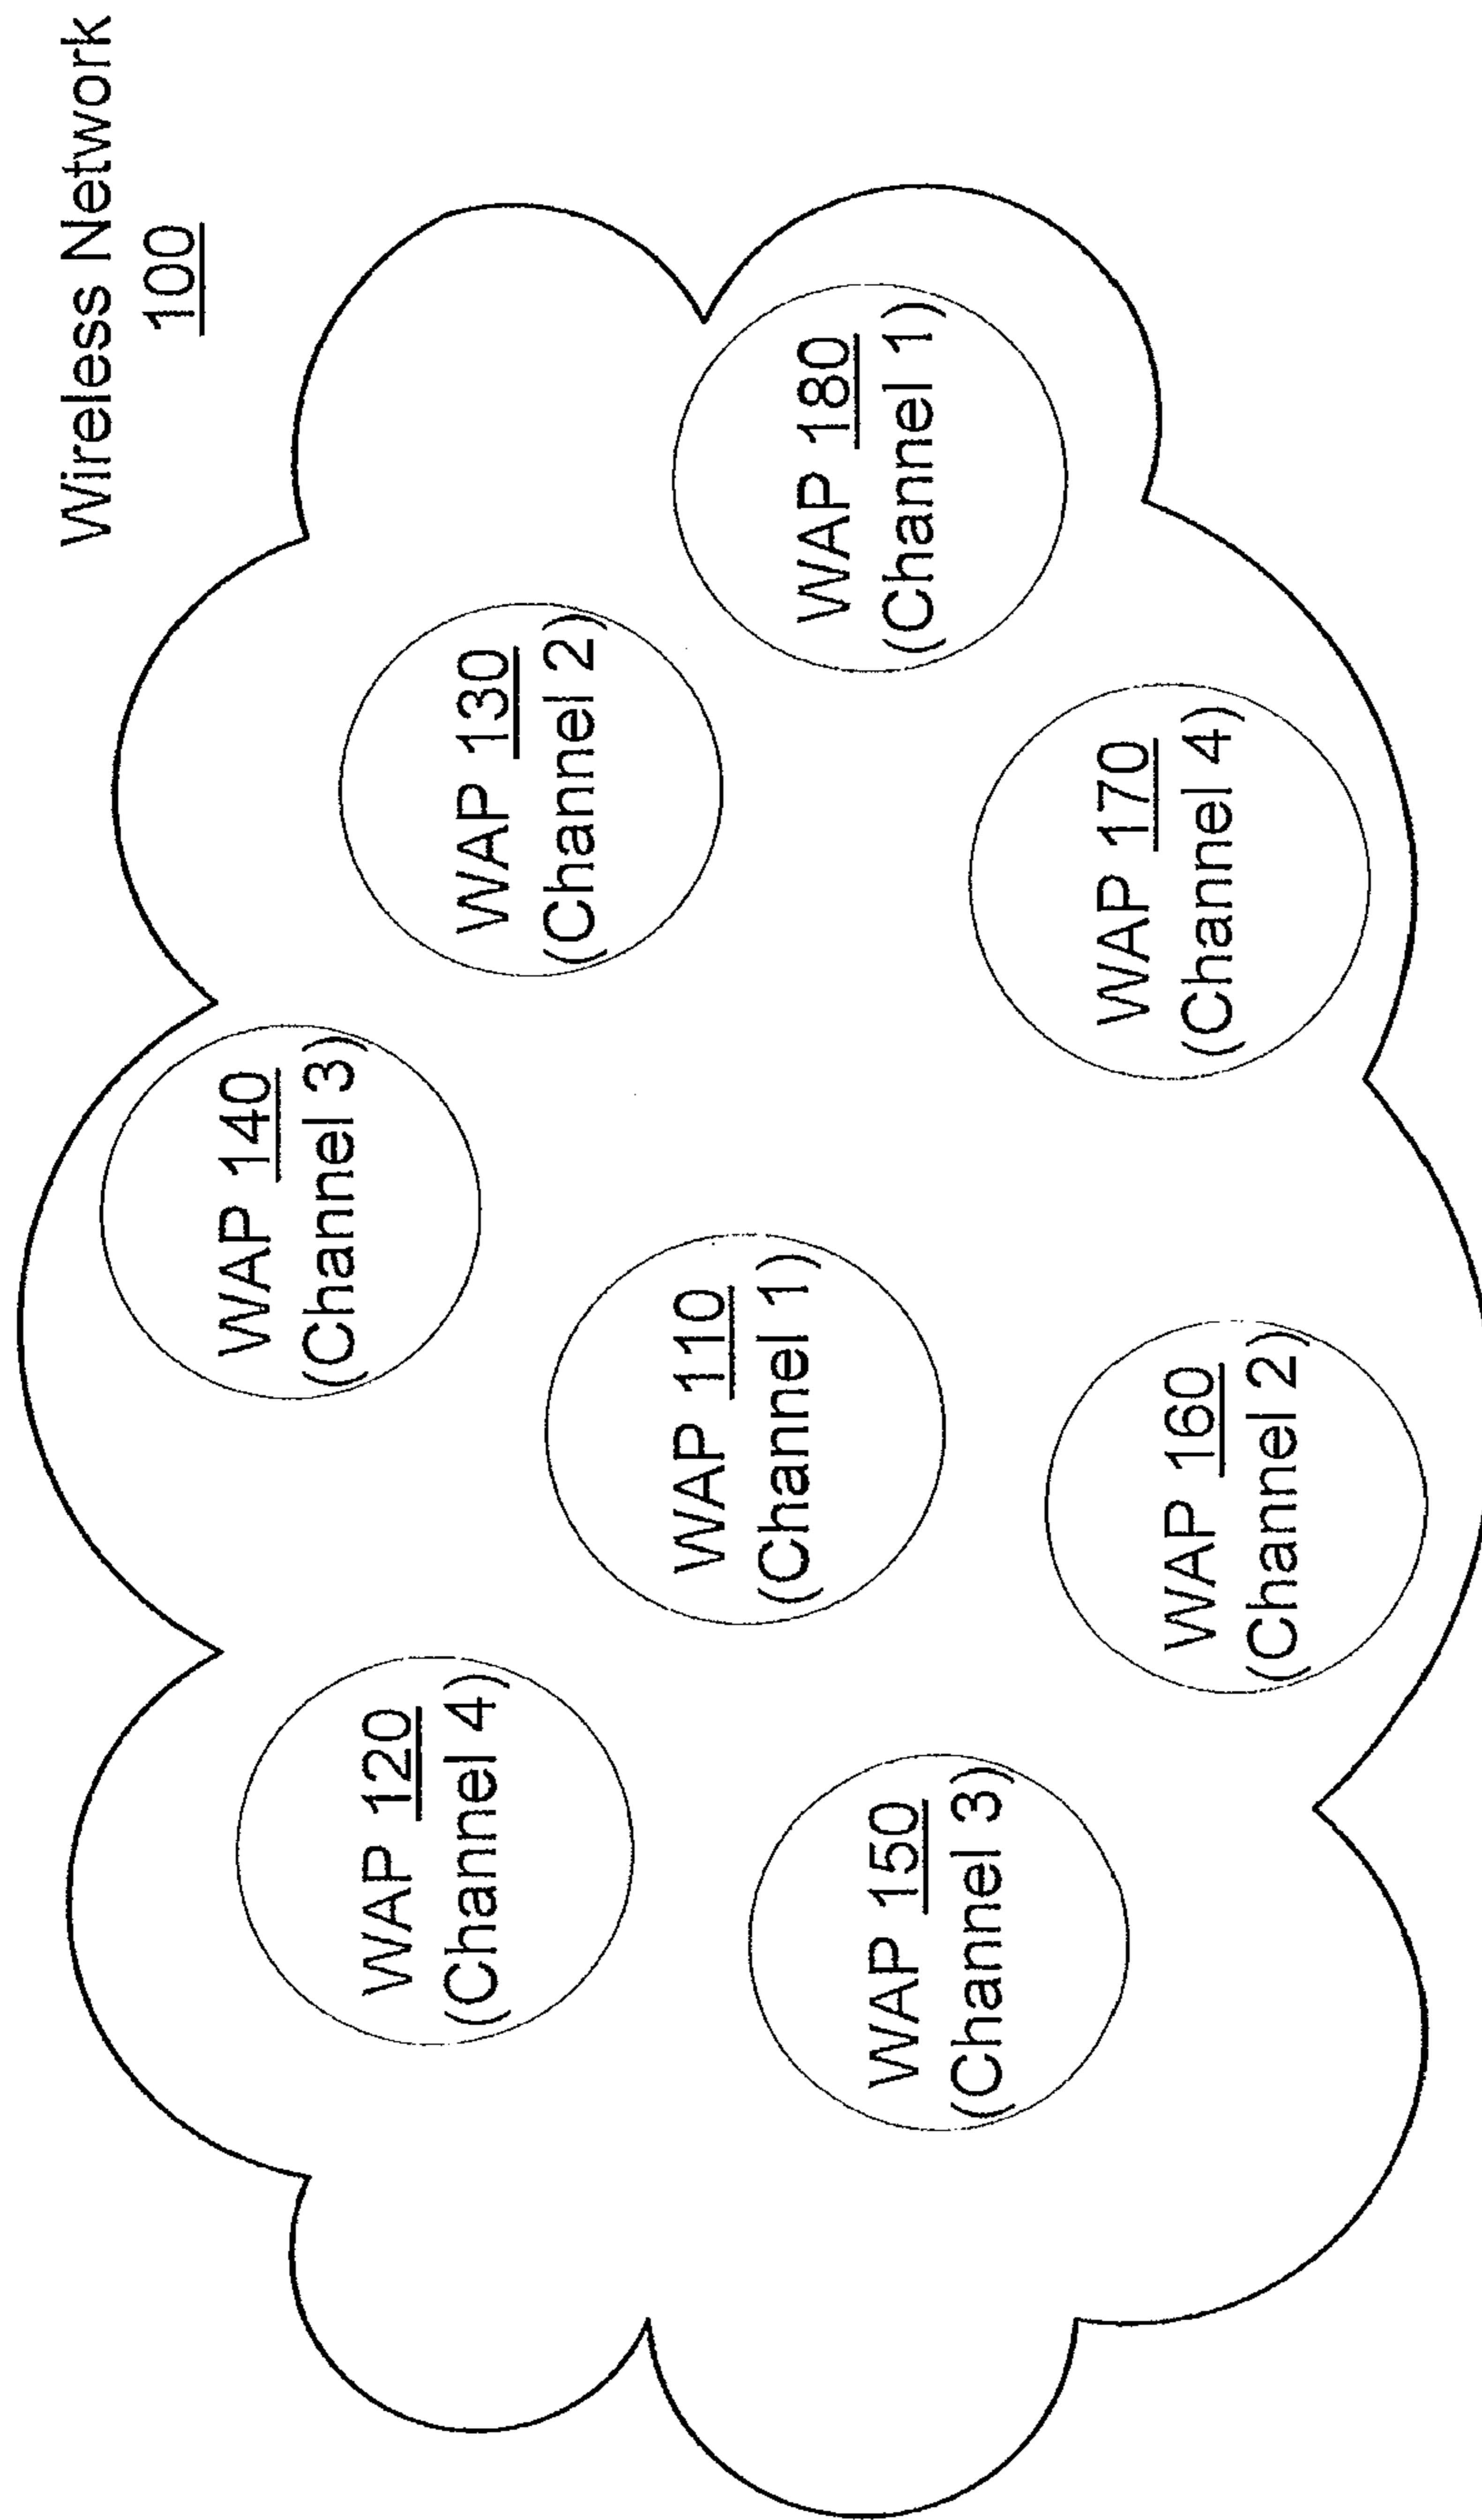 Wireless Network
100
WAP 140
(Channel 3)
WAP 120
(Channel 4)
WAP 130
(Channel 2)
WAP 110
(Channel 1)
WAP 180
(Channel 1)
WAP 150
(Channel 3)
WAP 170
(Channel 4)
WAP 160
(Channel 2)